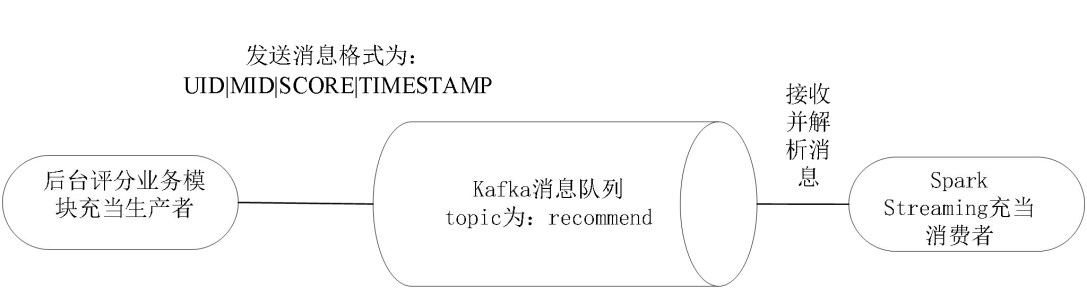 发送消息格式为:
UID|MID|SCORE|TIMESTAMP
后台评分业务模
块充当生产者
Kafka消息队列
topic为: recommend
接收
并解
析消
息
Spark
Streaming充当
消费者